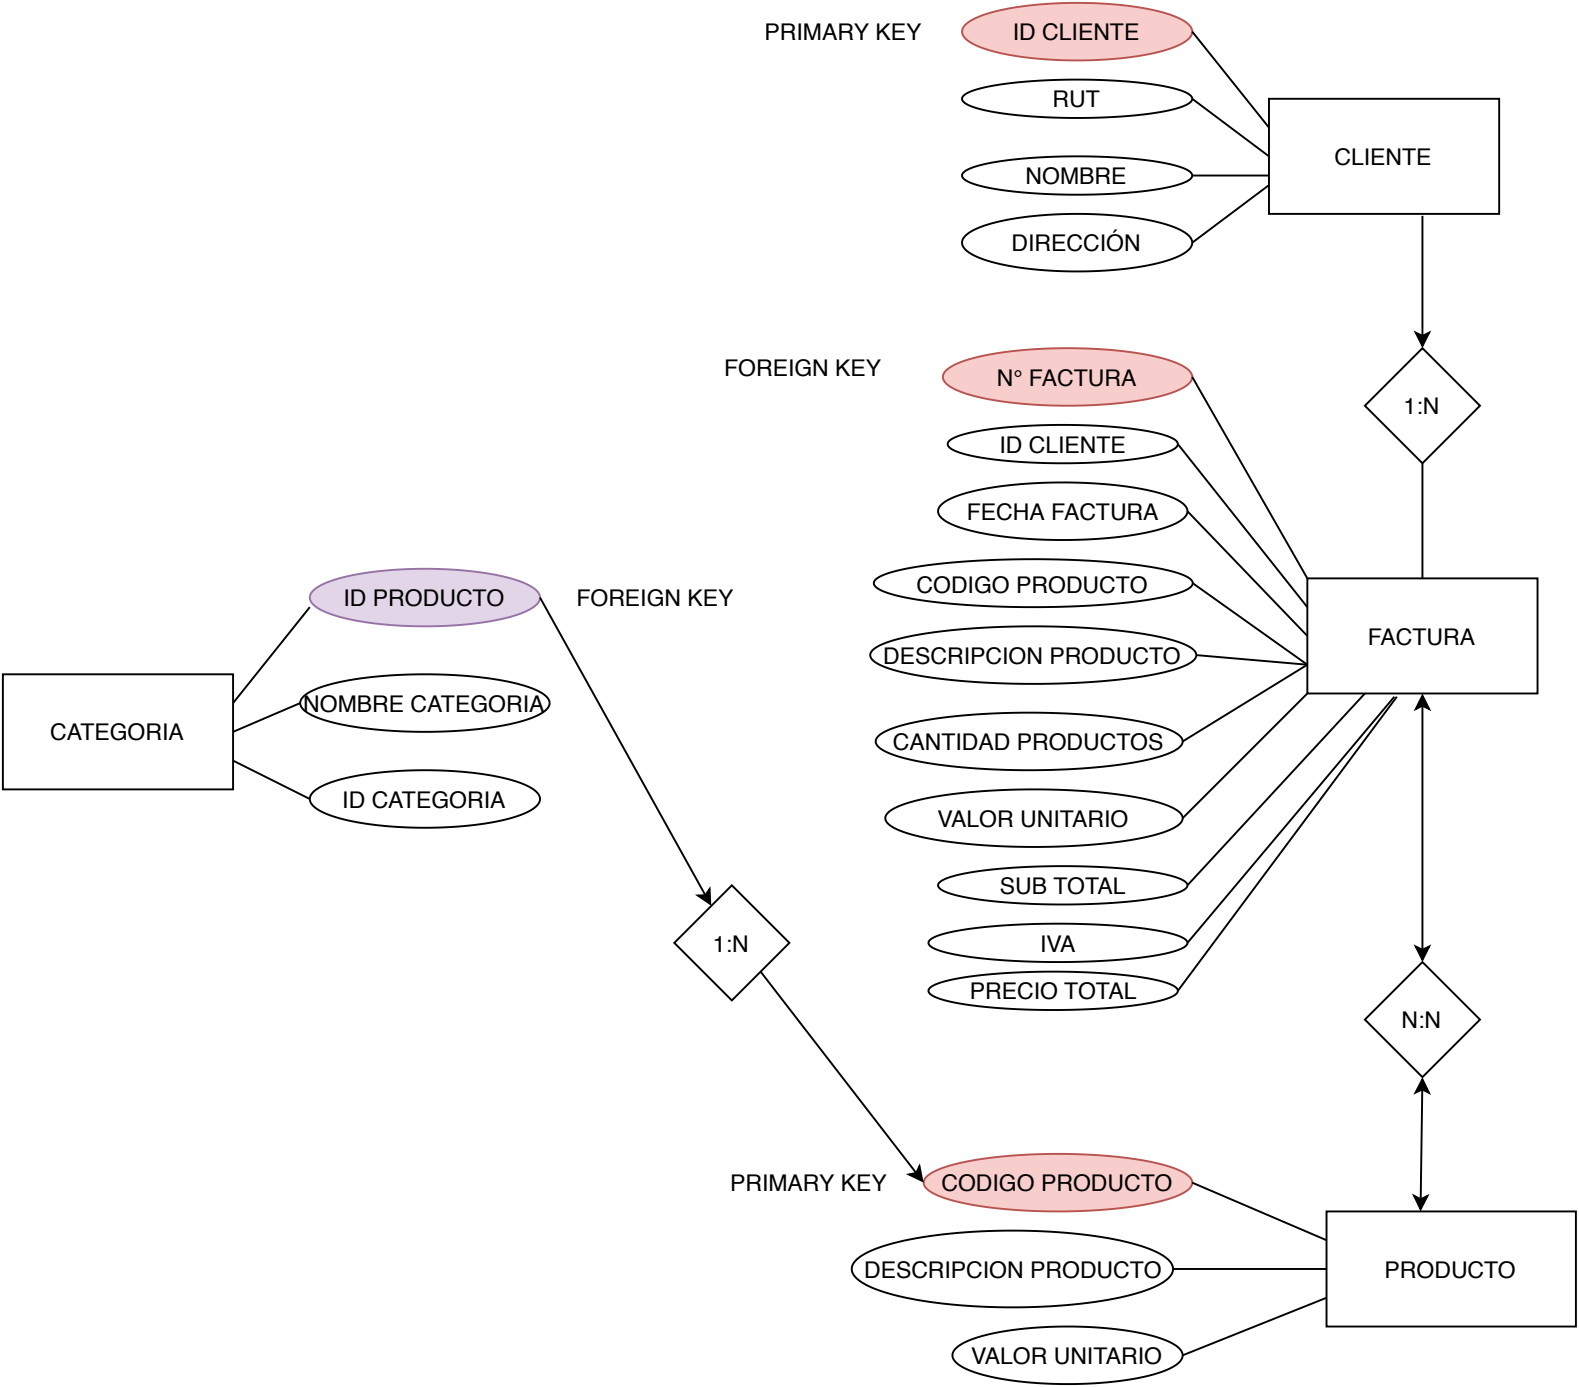 PRIMARY KEY
ID CLIENTE
RUT
NOMBRE
DIRECCIÓN
CLIENTE
1:N
FOREIGN KEY
N° FACTURA
ID CLIENTE
FECHA FACTURA
CODIGO PRODUCTO
DESCRIPCION PRODUCTO
CANTIDAD PRODUCTOS
VALOR UNITARIO
SUB TOTAL
IVA
PRECIO TOTAL
FACTURA
N:N
ID PRODUCTO
FOREIGN KEY
NOMBRE CATEGORIA
ID CATEGORIA
CATEGORIA
1:N
PRIMARY KEY
CODIGO PRODUCTO
DESCRIPCION PRODUCTO
VALOR UNITARIO
PRODUCTO